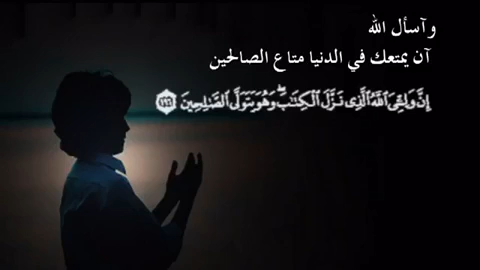 وآسأل الله
آن يمتعك في الدنيا متاع الصالحين
إِنَّ وَلِـِّۧيَ ٱللَّهُ ٱلَّذِي نَزَّلَ ٱلْكِتَٰبَ ۖ وَهُوَ يَتَوَلَّى ٱلصَّٰلِحِينَ ١٩٦